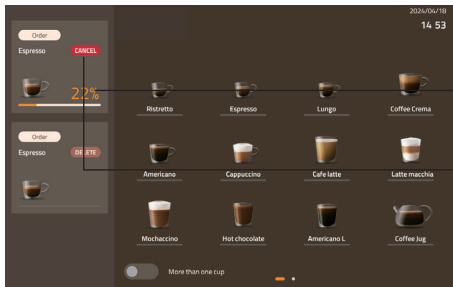 2024/04/18
14 53
Order
Espresso CANCEL
22%
Order
Espresso DELETE
Ristretto Espresso Lungo Coffee Crema
Americano Cappuccino Cafe latte Latte macchia
Mochaccino Hot chocolate Americano L Coffee Jug
More than one cup